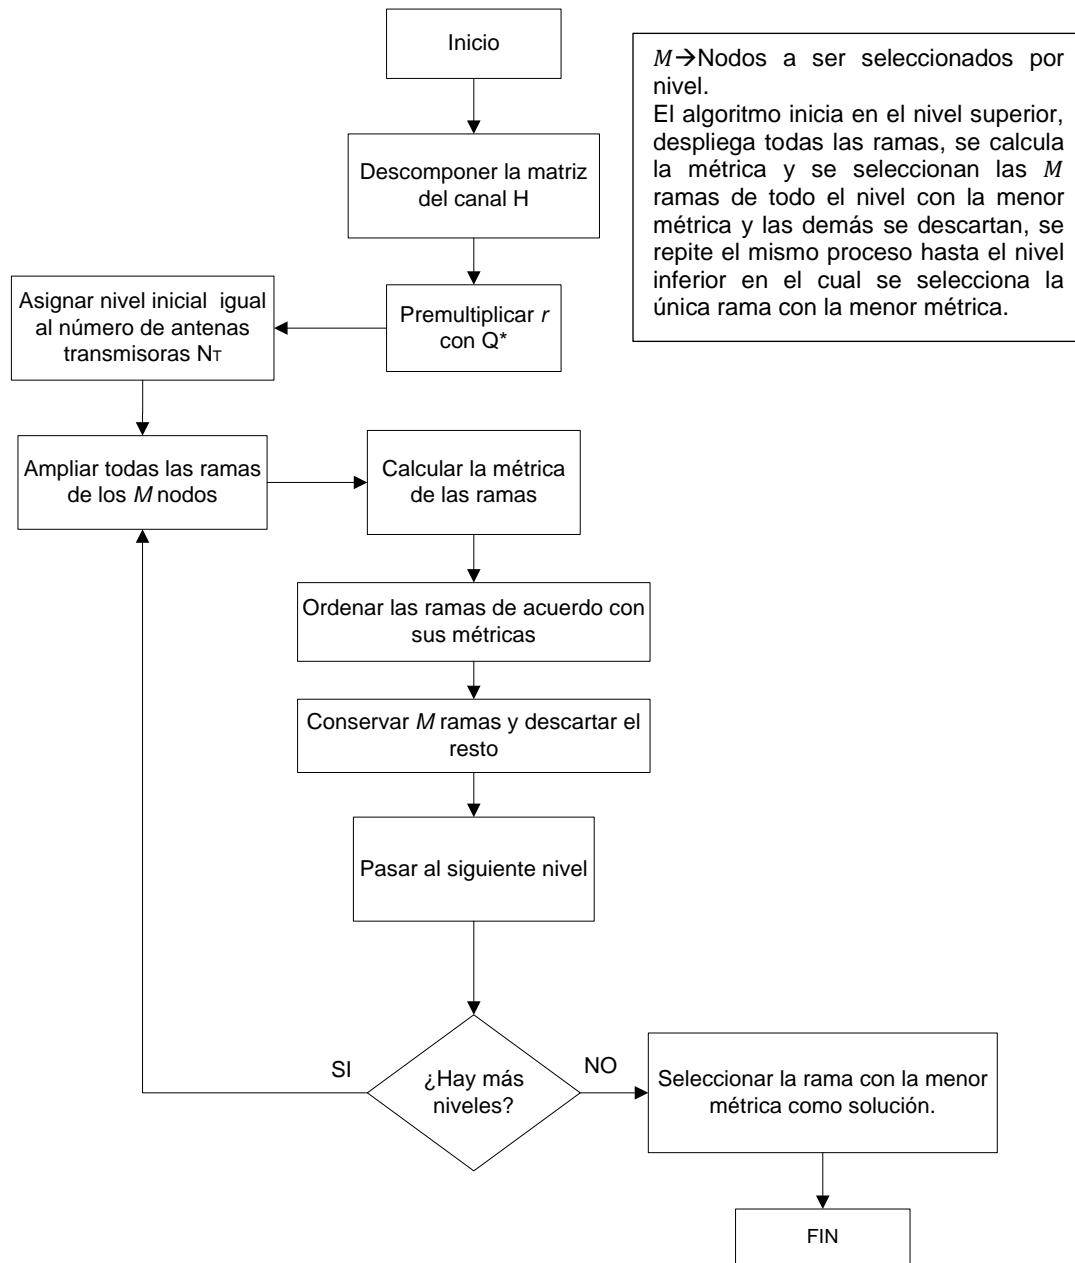 Inicio
M→Nodos a ser seleccionados por
nivel.
El algoritmo inicia en el nivel superior,
despliega todas las ramas, se calcula
la métrica y se seleccionan las M
ramas de todo el nivel con la menor
métrica y las demás se descartan, se
repite el mismo proceso hasta el nivel
inferior en el cual se selecciona la
única rama con la menor métrica.
Descomponer la matriz
del canal H
Premultiplicar r
con Q*
Asignar nivel inicial igual
al número de antenas
transmisoras NT
Ampliar todas las ramas
de los M nodos
Calcular la métrica
de las ramas
Ordenar las ramas de acuerdo con
sus métricas
Conservar M ramas y descartar el
resto
Pasar al siguiente nivel
¿Hay más
niveles?
SI
NO
Seleccionar la rama con la menor
métrica como solución.
FIN